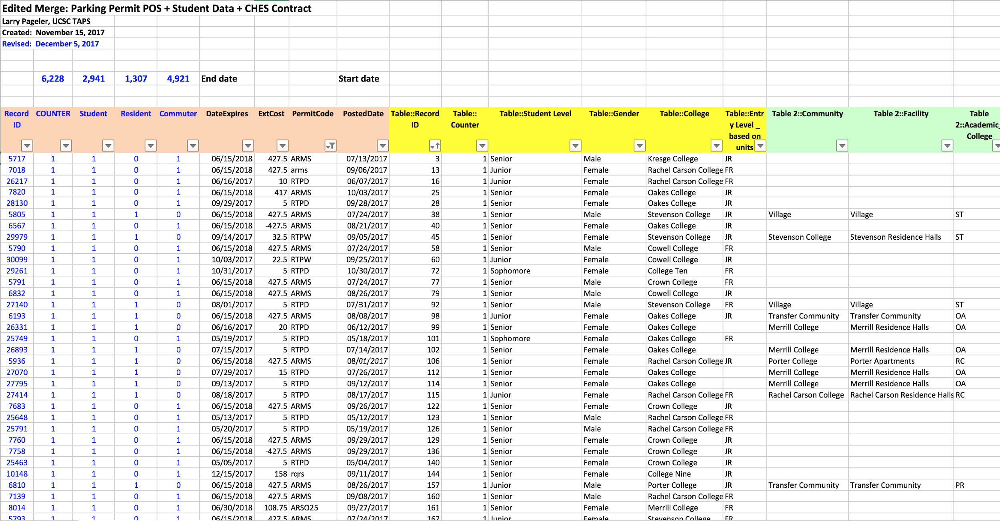 Edited Merge: Parking Permit POS + Student Data + CHES Contract
Larry Pageler, UCSC TAPS
Created: November 15, 2017
Revised: December 5, 2017
6,228 2,941 1,307 4,921 End date Start date
Record ID COUNTER Student Resident Commuter DateExpires ExtCost PermitCode PostedDate Table::Record ID Table:: Counter Table::Student Level Table::Gender Table::College Table::Entry Level _ based on units Table 2::Community Table 2::Facility Table 2::Academic_ College
5717 1 1 0 1 06/15/2018 427.5 ARMS 07/13/2017 3 1 Senior Male Kresge College JR
7018 1 1 0 1 06/15/2018 427.5 arms 09/06/2017 13 1 Junior Female Rachel Carson College FR
26217 1 1 0 1 06/16/2017 10 RTPD 06/07/2017 16 1 Junior Female Rachel Carson College FR
7820 1 1 0 1 06/15/2018 417 ARMS 10/03/2017 25 1 Senior Female Oakes College JR
28130 1 1 0 1 09/29/2017 5 RTPD 09/28/2017 28 1 Senior Female Oakes College JR
5805 1 1 1 0 06/15/2018 427.5 ARMS 07/24/2017 38 1 Senior Male Stevenson College JR Village Village ST
6567 1 1 0 1 06/15/2018 -427.5 ARMS 08/21/2017 40 1 Senior Female Oakes College JR
29979 1 1 1 0 09/14/2017 32.5 RTPW 09/05/2017 45 1 Senior Female Stevenson College JR Stevenson College Stevenson Residence Halls ST
5790 1 1 0 1 06/15/2018 427.5 ARMS 07/24/2017 58 1 Senior Male Cowell College FR
30099 1 1 0 1 10/03/2017 22.5 RTPW 09/25/2017 60 1 Junior Female Cowell College JR
29261 1 1 0 1 10/31/2017 5 RTPD 10/30/2017 72 1 Sophomore Female College Ten FR
5791 1 1 0 1 06/15/2018 427.5 ARMS 07/24/2017 77 1 Senior Male Crown College FR
6832 1 1 0 1 06/15/2018 427.5 ARMS 08/26/2017 79 1 Senior Male Cowell College JR
27140 1 1 1 0 08/01/2017 5 RTPD 07/31/2017 92 1 Senior Male Stevenson College FR Village Village ST
6193 1 1 1 0 06/15/2018 427.5 ARMS 08/08/2017 98 1 Junior Female Oakes College JR Transfer Community Transfer Community OA
26331 1 1 1 0 06/16/2017 20 RTPD 06/12/2017 99 1 Senior Female Oakes College Merrill College Merrill Residence Halls OA
25749 1 1 0 1 05/19/2017 5 RTPD 05/18/2017 101 1 Sophomore Female Oakes College FR
26893 1 1 1 0 07/15/2017 5 RTPD 07/14/2017 102 1 Senior Female Oakes College Merrill College Merrill Residence Halls OA
5936 1 1 1 0 06/15/2018 427.5 ARMS 08/01/2017 106 1 Senior Female Rachel Carson College JR Porter College Porter Apartments RC
27070 1 1 1 0 07/29/2017 15 RTPD 07/26/2017 112 1 Senior Female Oakes College Merrill College Merrill Residence Halls OA
27795 1 1 1 0 09/13/2017 5 RTPD 09/12/2017 114 1 Senior Female Oakes College Merrill College Merrill Residence Halls OA
27414 1 1 1 0 08/18/2017 5 RTPD 08/17/2017 115 1 Junior Female Rachel Carson College FR Rachel Carson College Rachel Carson Residence Halls RC
7683 1 1 0 1 06/15/2018 427.5 ARMS 09/26/2017 122 1 Senior Female Crown College JR
25648 1 1 0 1 05/13/2017 5 RTPD 05/12/2017 123 1 Senior Male Rachel Carson College FR
25791 1 1 0 1 05/20/2017 5 RTPD 05/19/2017 126 1 Senior Male Rachel Carson College FR
7760 1 1 0 1 06/15/2018 427.5 ARMS 09/29/2017 129 1 Senior Female Crown College JR
7758 1 1 0 1 06/15/2018 -427.5 ARMS 09/29/2017 136 1 Senior Female Crown College JR
25463 1 1 0 1 05/05/2017 5 RTPD 05/04/2017 140 1 Senior Female Crown College JR
10148 1 1 0 1 12/15/2017 158 rqrs 09/11/2017 144 1 Senior Female College Nine JR
6810 1 1 1 0 06/15/2018 427.5 ARMS 08/26/2017 157 1 Junior Male Porter College JR Transfer Community Transfer Community PR
7139 1 1 0 1 06/15/2018 427.5 ARMS 09/08/2017 160 1 Senior Male Rachel Carson College FR
8014 1 1 0 1 06/30/2018 108.75 ARSO25 09/27/2017 161 1 Senior Female Merrill College FR
5793 1 1 0 1 06/15/2018 427.5 ARMS 07/24/2017 167 1 Junior Female Stevenson College FR